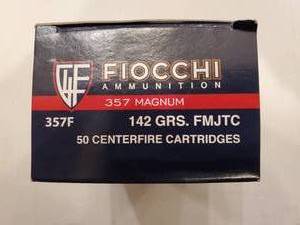 FIOCCHI
AMMUNITION
357 MAGNUM
357F 142 GRS. FMJTC
50 CENTERFIRE CARTRIDGES